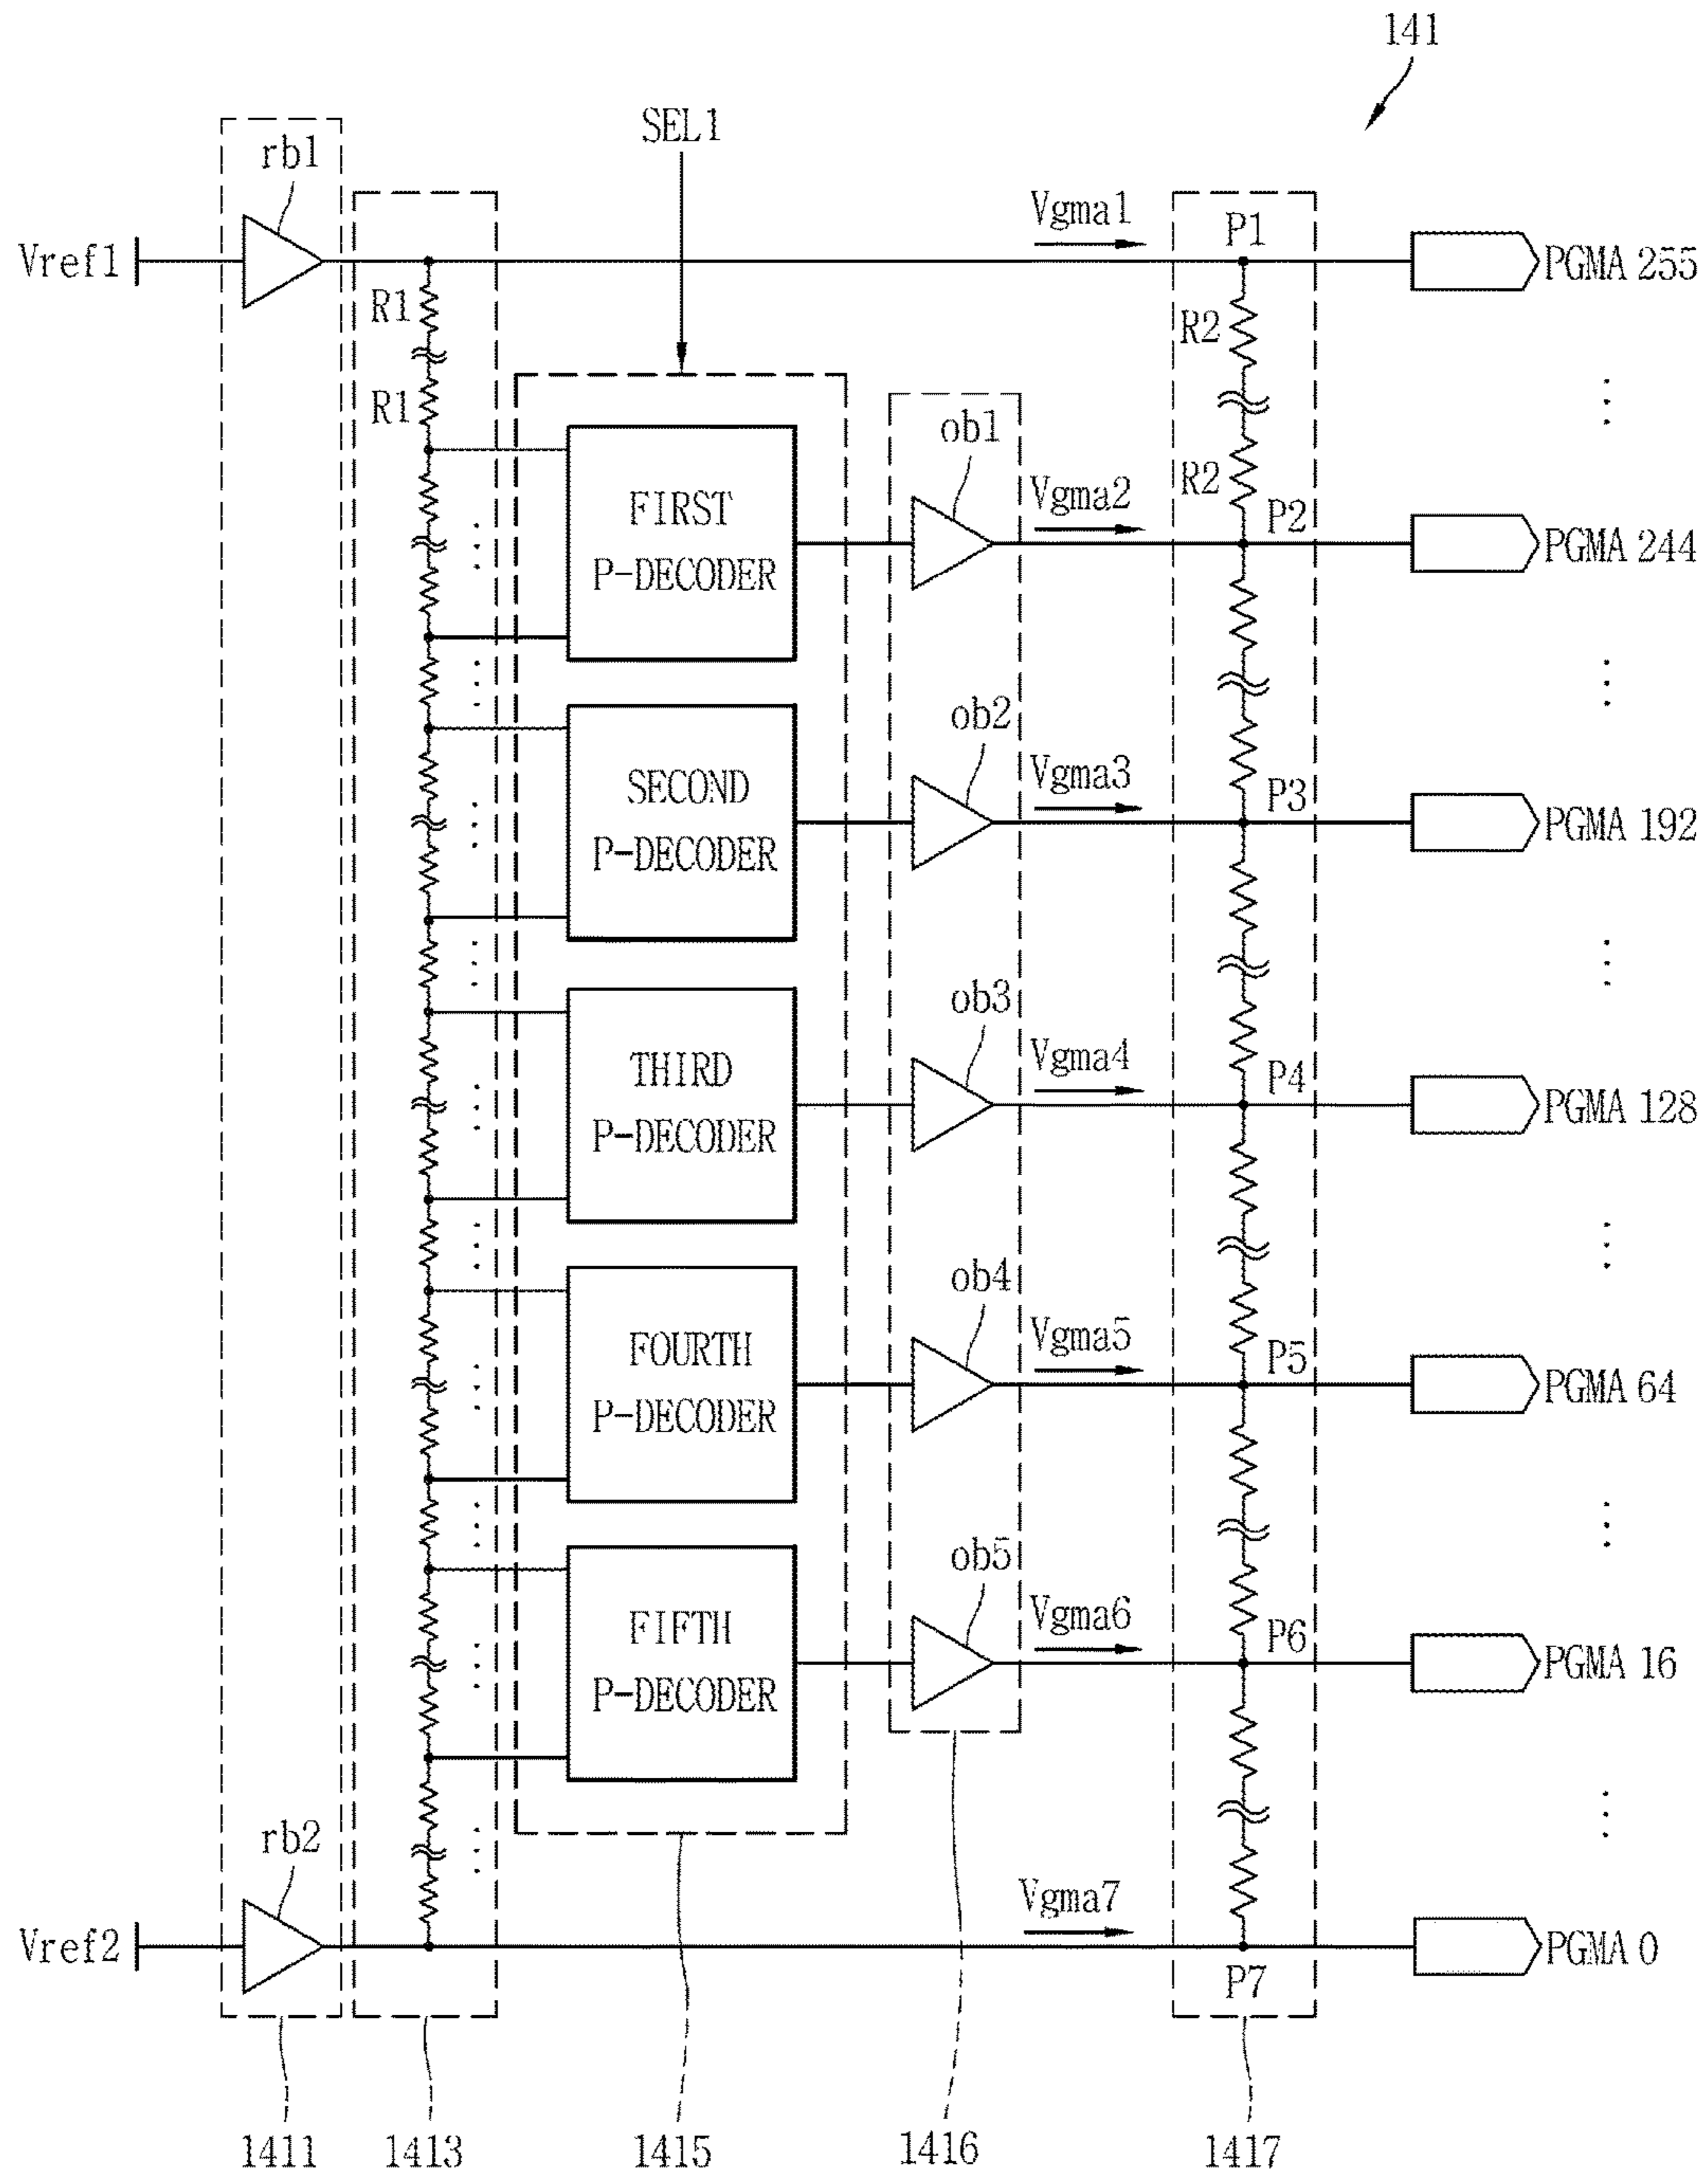 141
rb1
SEL1
Vref1
Vgma1
P1
PGMA 255
R1
R2
R1
ob1
FIRST
P-DECODER
Vgma2
R2
P2
PGMA 244
ob2
SECOND
P-DECODER
Vgma3
P3
PGMA 192
ob3
THIRD
P-DECODER
Vgma4
P4
PGMA 128
ob4
FOURTH
P-DECODER
Vgma5
P5
PGMA 64
ob5
FIFTH
P-DECODER
Vgma6
P6
PGMA 16
rb2
Vref2
Vgma7
P7
PGMA 0
1411
1413
1415
1416
1417